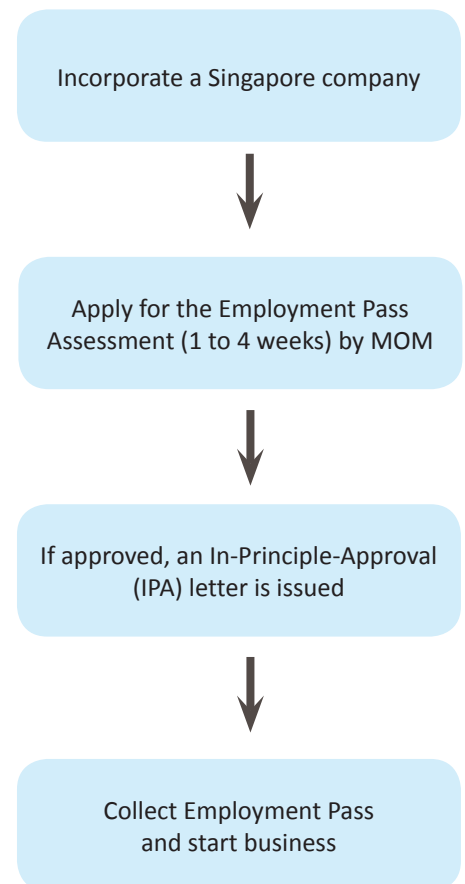 Incorporate a Singapore company
Apply for the Employment Pass
Assessment (1 to 4 weeks) by MOM
If approved, an In-Principle-Approval
(IPA) letter is issued
Collect Employment Pass
and start business